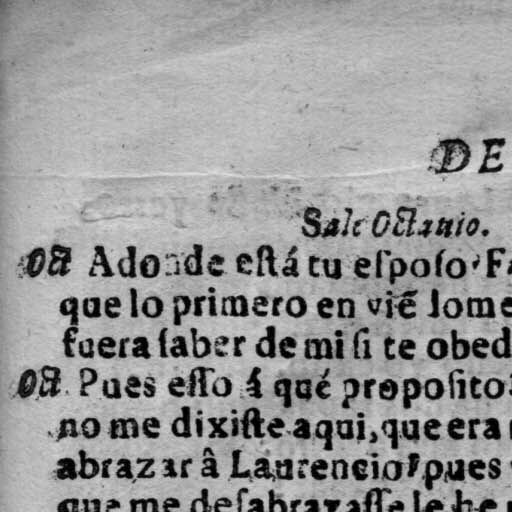 DE
Sale Octauio.
Oct Adonde está tu esposo? F
que lo primero en viẽ
fuera saber de mi si te obed
Oct. Pues esso á qué proposito?
no me dixiste aqui, que era
abrazar â Laurencio? pues
que me desabrazasse le he